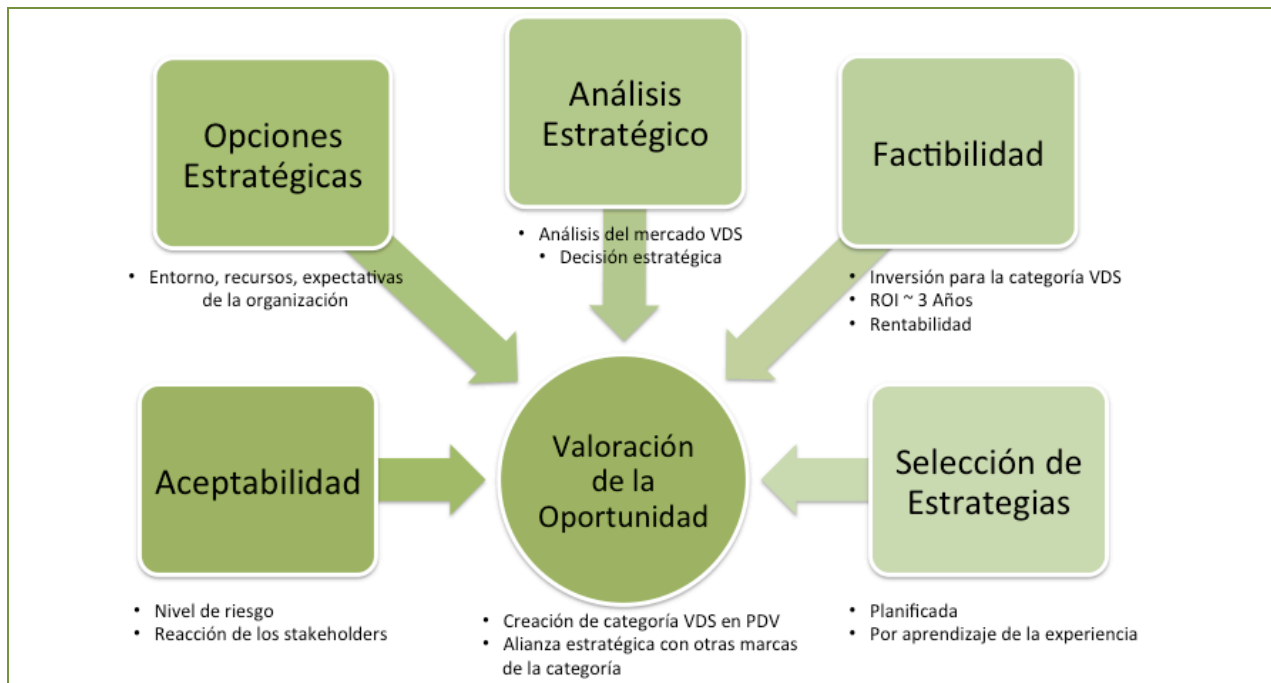 Opciones
Estratégicas
• Entorno, recursos, expectativas
de la organización
Análisis
Estratégico
• Análisis del mercado VDS
• Decisión estratégica
Factibilidad
• Inversión para la categoría VDS
• ROI ~ 3 Años
• Rentabilidad
Aceptabilidad
• Nivel de riesgo
• Reacción de los stakeholders
Valoración
de la
Oportunidad
• Creación de categoría VDS en PDV
• Alianza estratégica con otras marcas
de la categoría
Selección de
Estrategias
• Planificada
• Por aprendizaje de la experiencia